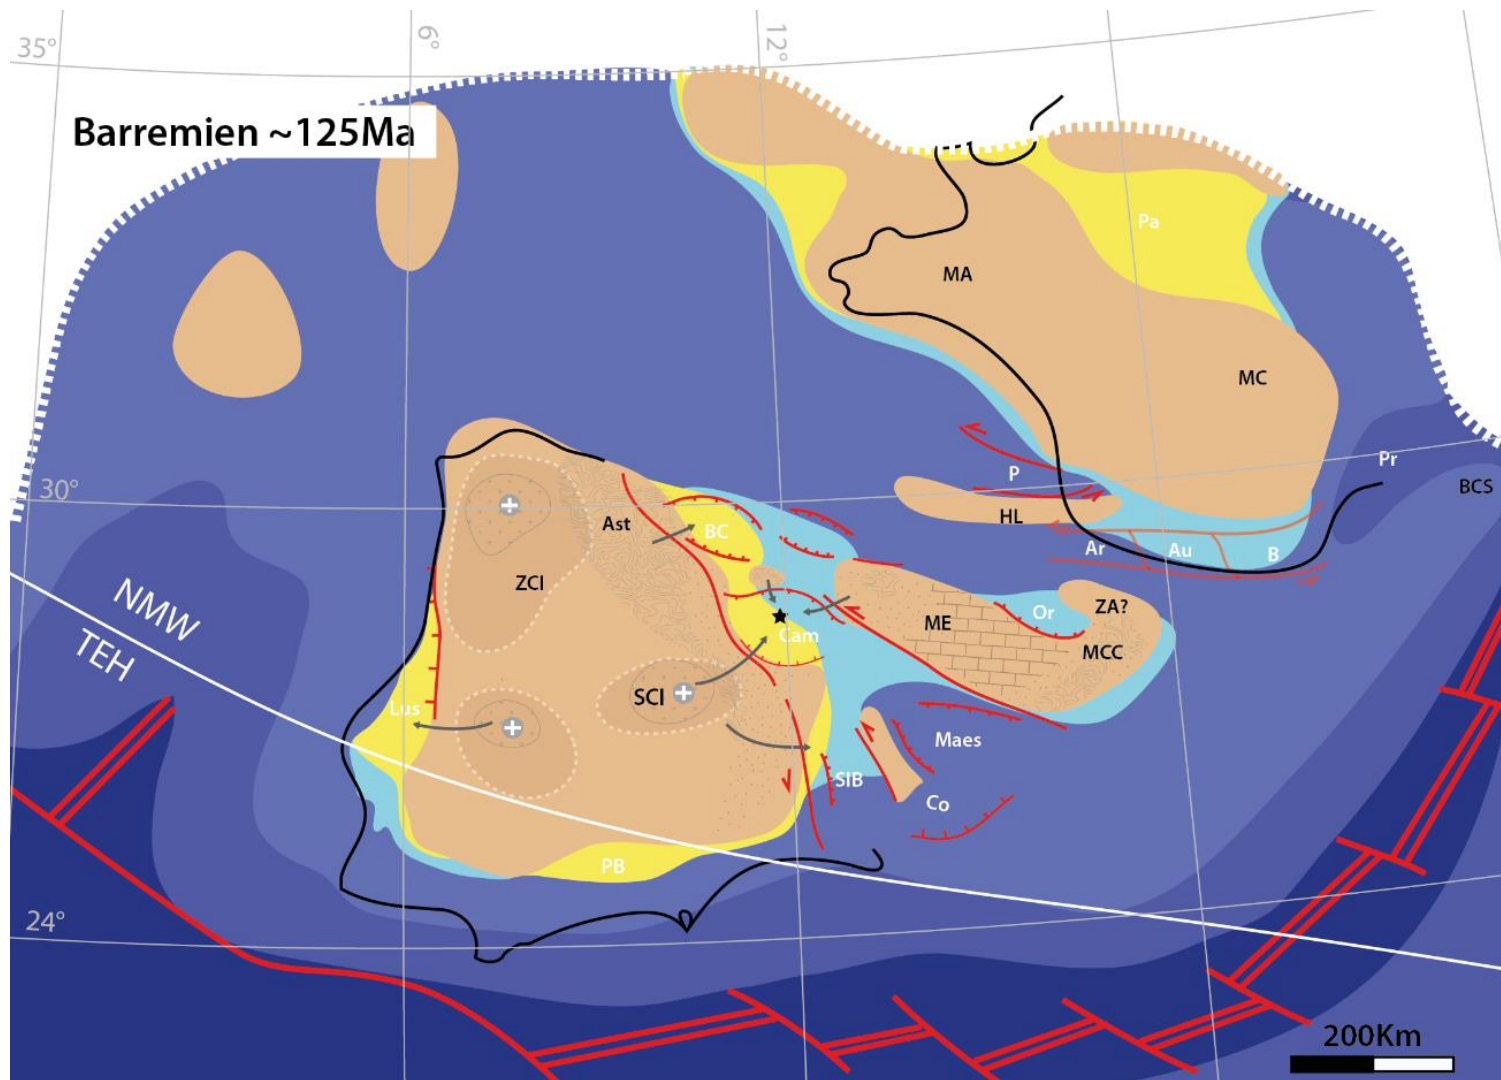 35°
6°
12°
Barremien ~125Ma
Pa
MA
MC
Pr
BCS
P
30°
HL
Ast
BC
Ar
Au
B
ZCI
NMW
TEH
Cam
ME
Or
ZA?
MCC
SCI
Lus
Maes
SIB
Co
PB
24°
200Km